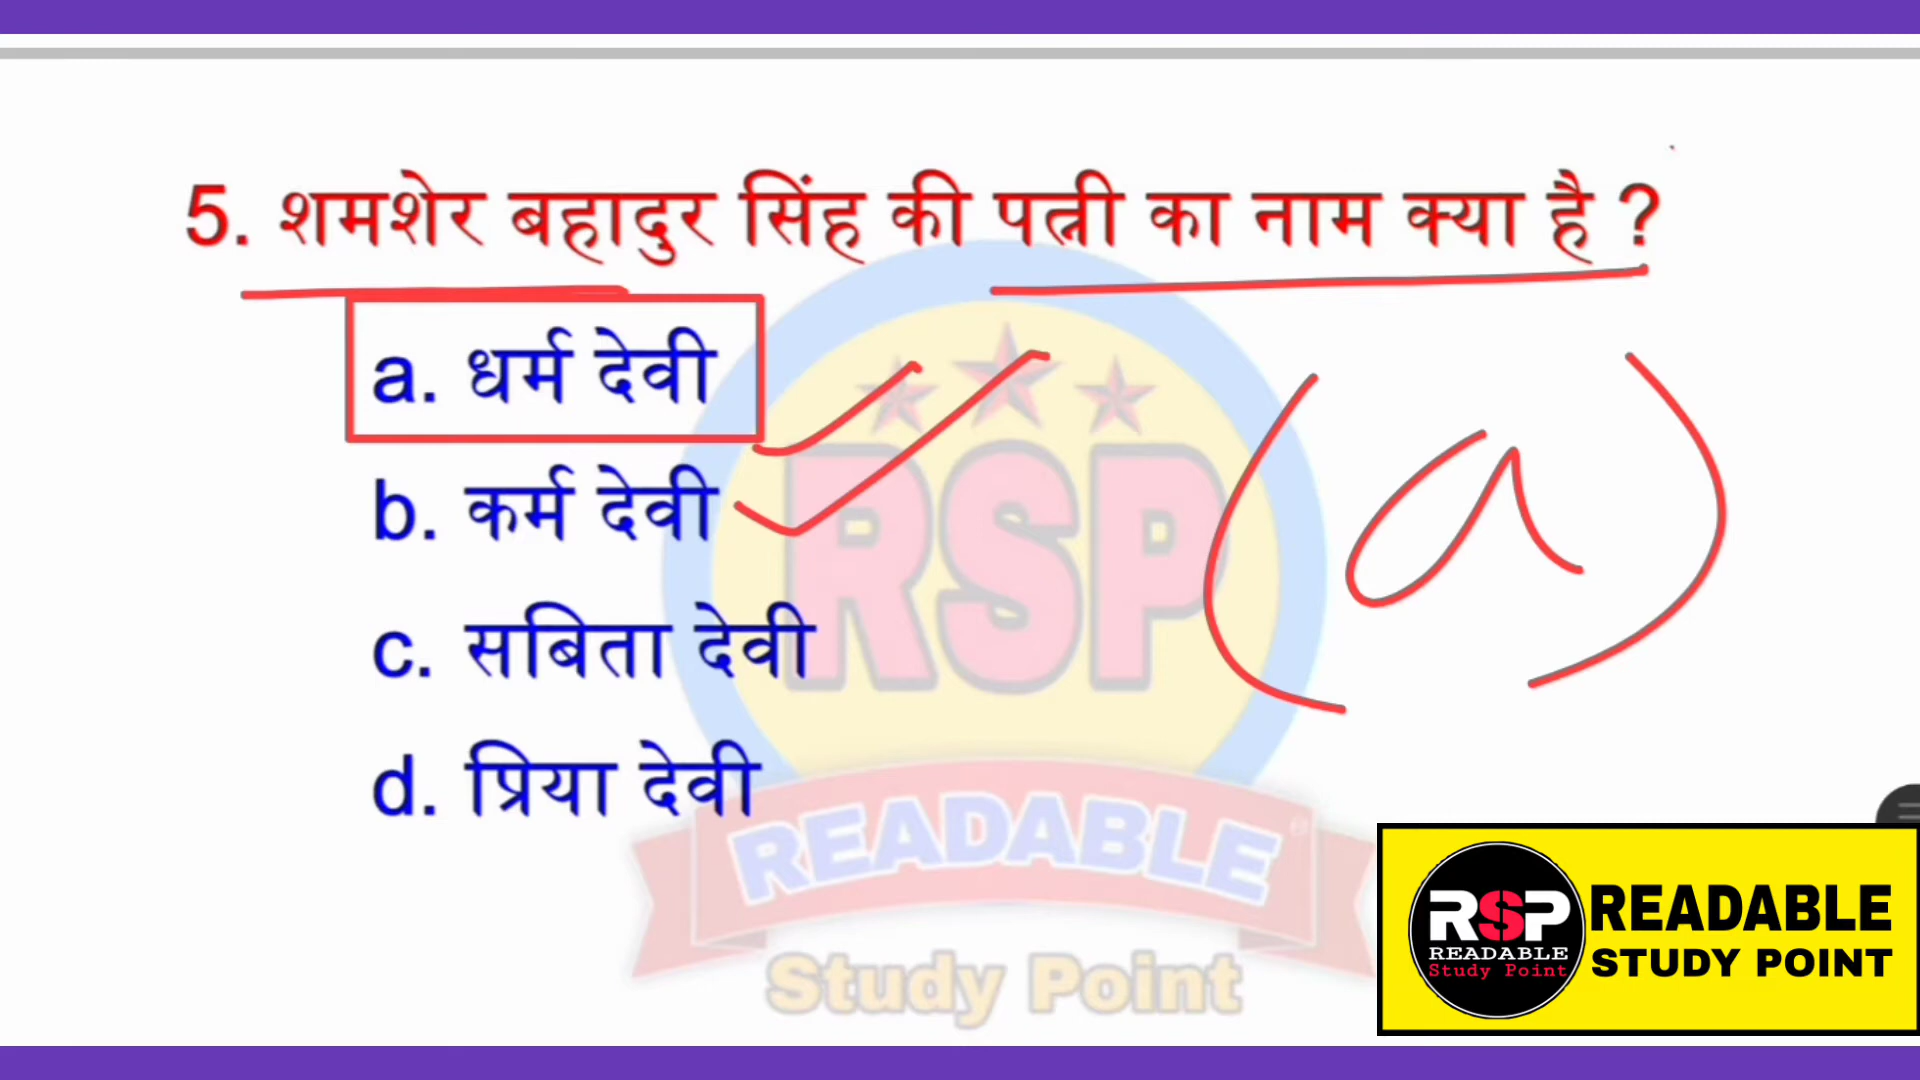 5. शमशेर बहादुर सिंह की पत्नी का नाम क्या है ?
a. धर्म देवी
b. कर्म देवी
c. सबिता देवी
d. प्रिया देवी
(a)
RSP
READABLE
Study Point
RSP
READABLE
Study Point
READABLE
STUDY POINT